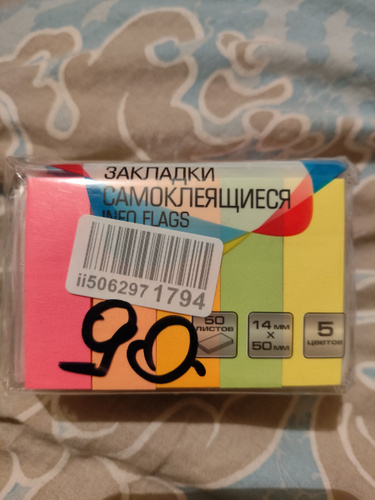 ЗАКЛАДКИ
САМОКЛЕЯЩИЕСЯ
INFO FLAGS
ii5062971794
90
50 ЛИСТОВ
14 ММ
X
50 ММ
5
ЦВЕТОВ